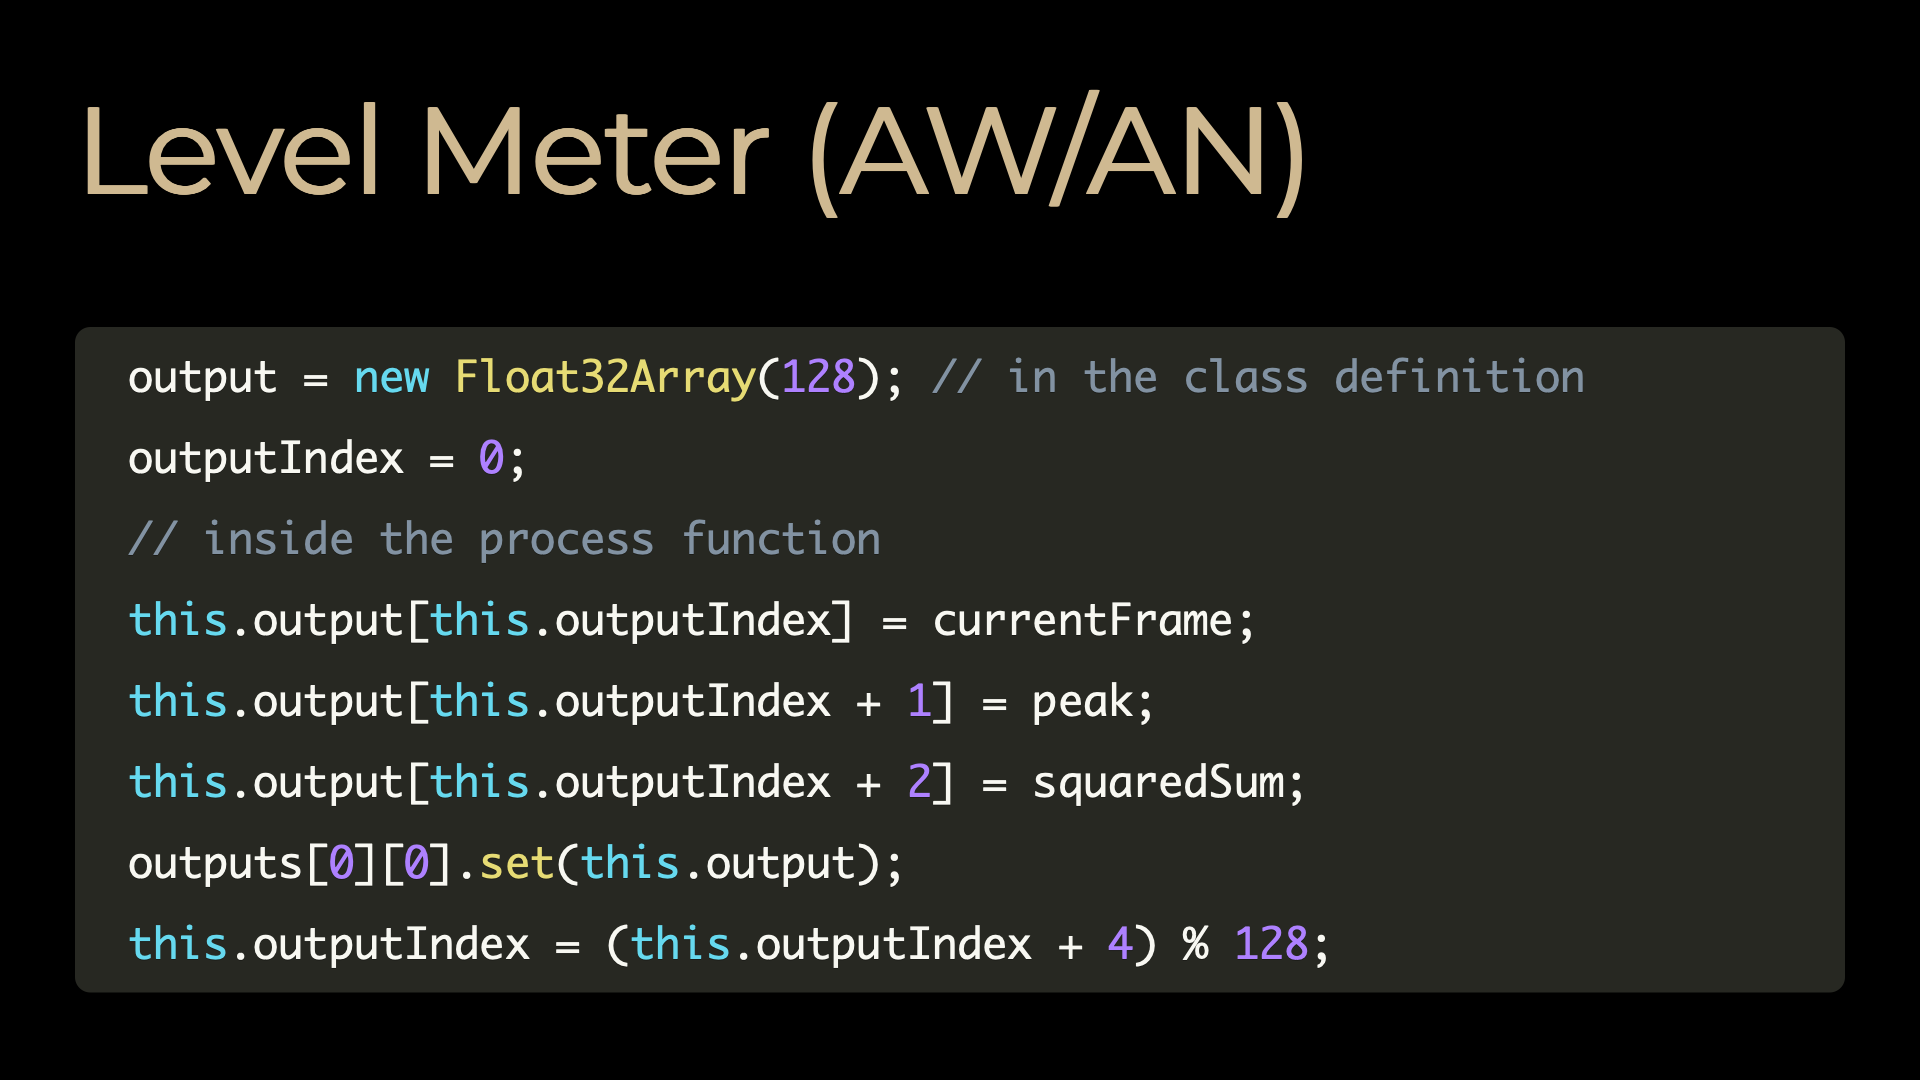 Level Meter (AW/AN)
output = new Float32Array(128); // in the class definition
outputIndex = 0;
// inside the process function
this.output[this.outputIndex] = currentFrame;
this.output[this.outputIndex + 1] = peak;
this.output[this.outputIndex + 2] = squaredSum;
outputs[0][0].set(this.output);
this.outputIndex = (this.outputIndex + 4) % 128;